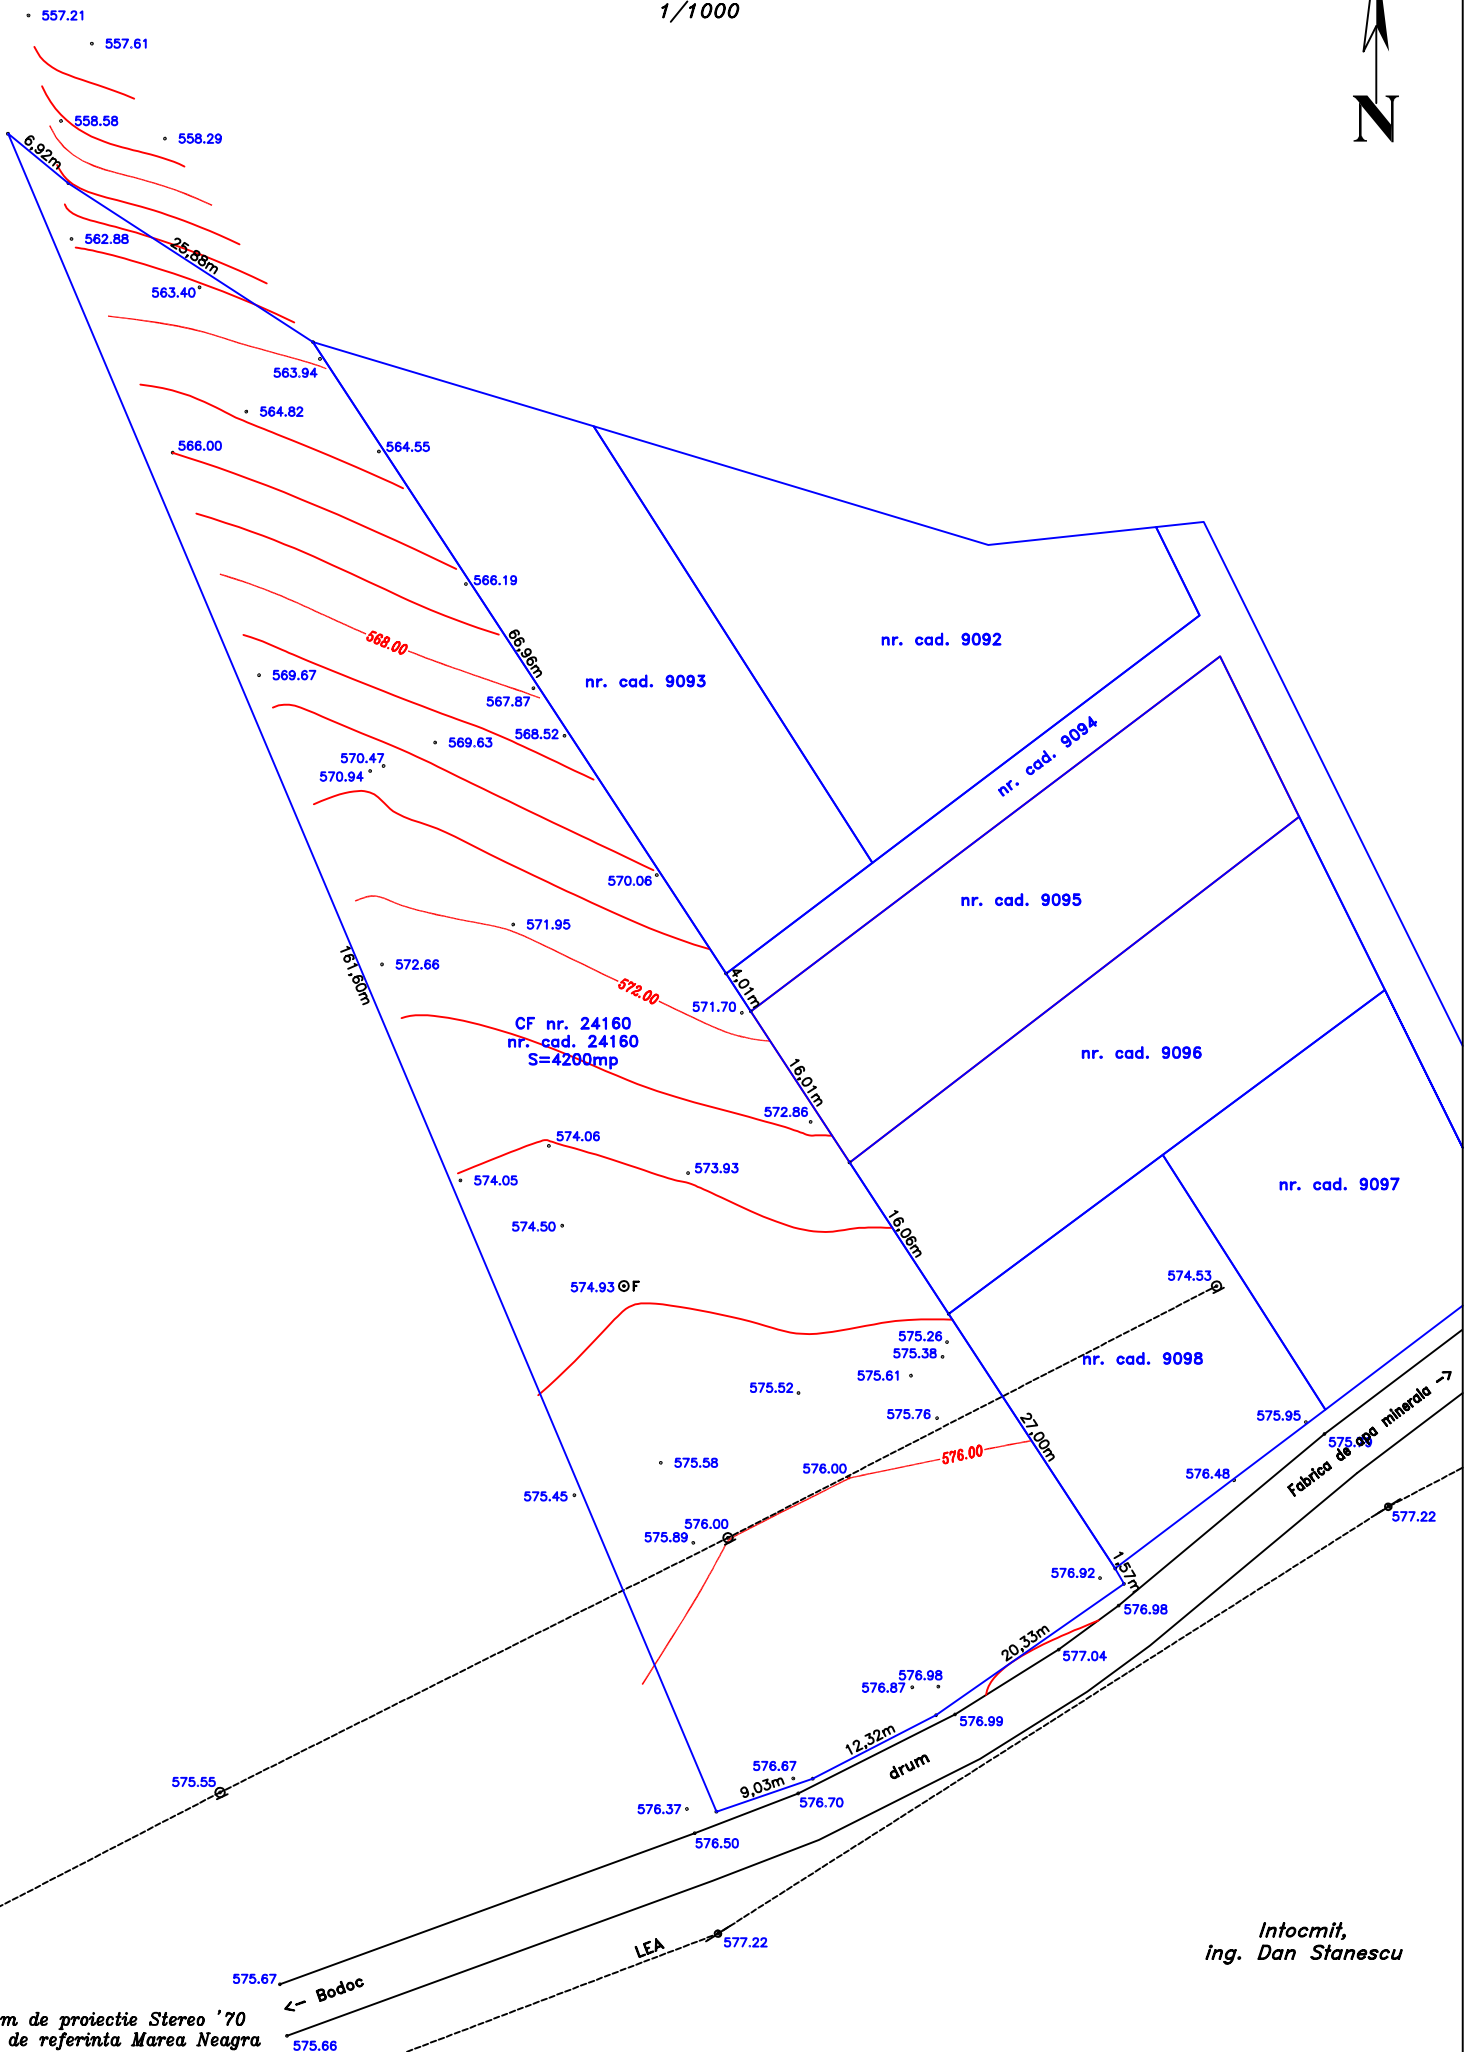 1/1000
557.21
557.61
N
558.58
558.29
6,92m
562.88
25,88m
563.40
563.94
564.82
566.00
564.55
566.19
nr. cad. 9092
568.00
66,96m
569.67
nr. cad. 9093
567.87
568.52
569.63
570.47
570.94
nr. cad. 9094
570.06
nr. cad. 9095
571.95
161,60m
572.66
4,01m
572.00
571.70
CF nr. 24160
nr. cad. 24160
S=4200mp
nr. cad. 9096
16,01m
572.86
574.06
573.93
574.05
nr. cad. 9097
574.50
16,06m
574.53
574.93
F
575.26
575.38
nr. cad. 9098
575.61
575.52
575.76
27,00m
575.95
Fabrica de apa minerala ->
576.00
575.58
576.00
576.48
575.45
577.22
576.00
575.89
1,57m
576.92
576.98
20,33m
577.04
576.98
576.87
576.99
12,32m
576.67
drum
575.55
9,03m
576.37
576.70
576.50
LEA
577.22
Intocmit,
ing. Dan Stanescu
575.67
<- Bodoc
m de proiectie Stereo '70
de referinta Marea Neagra
575.66